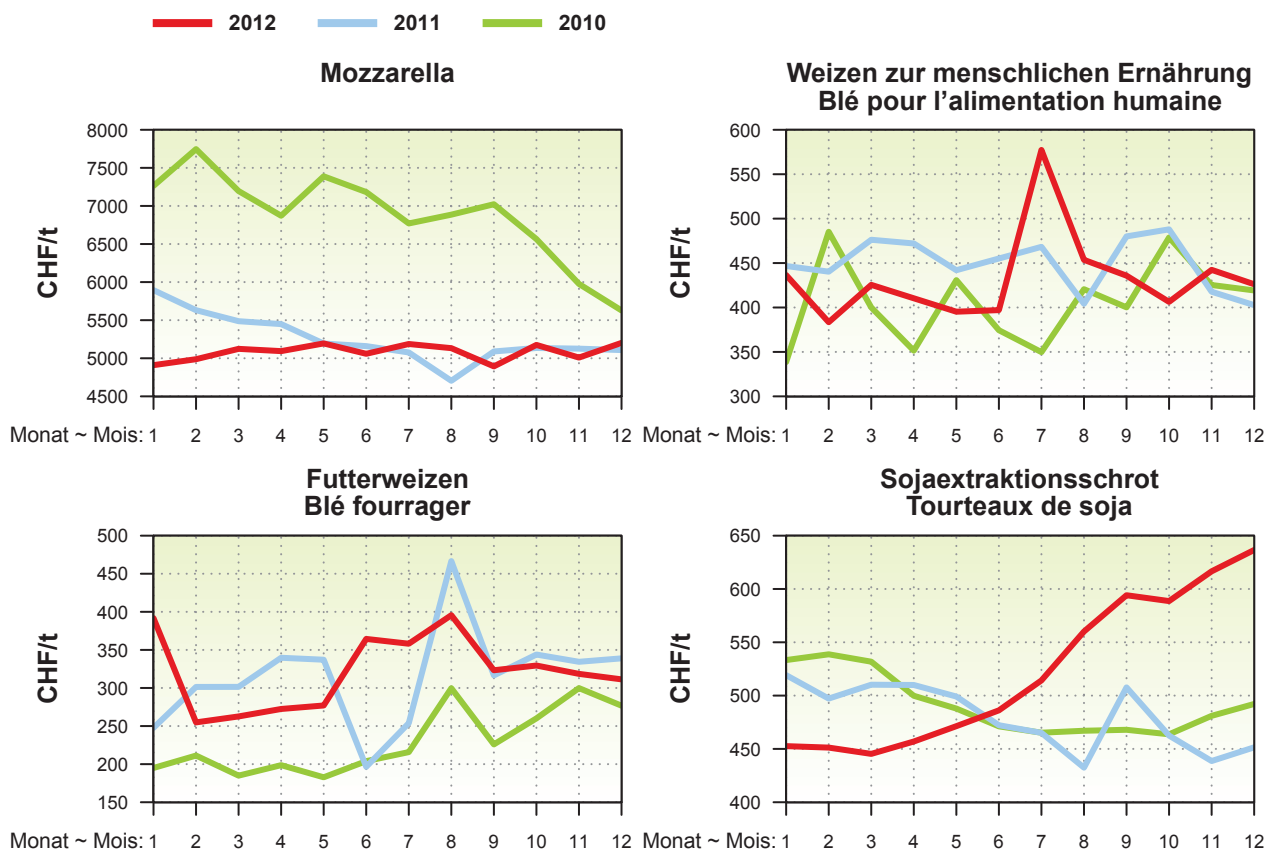 2012 2011 2010
Mozzarella
CHF/t
8000
7500
7000
6500
6000
5500
5000
4500
Monat ~ Mois: 1 2 3 4 5 6 7 8 9 10 11 12
Weizen zur menschlichen Ernährung
Blé pour l'alimentation humaine
CHF/t
600
550
500
450
400
350
300
Monat ~ Mois: 1 2 3 4 5 6 7 8 9 10 11 12
Futterweizen
Blé fourrager
CHF/t
500
450
400
350
300
250
200
150
Monat ~ Mois: 1 2 3 4 5 6 7 8 9 10 11 12
Sojaextraktionsschrot
Tourteaux de soja
CHF/t
650
600
550
500
450
400
Monat ~ Mois: 1 2 3 4 5 6 7 8 9 10 11 12